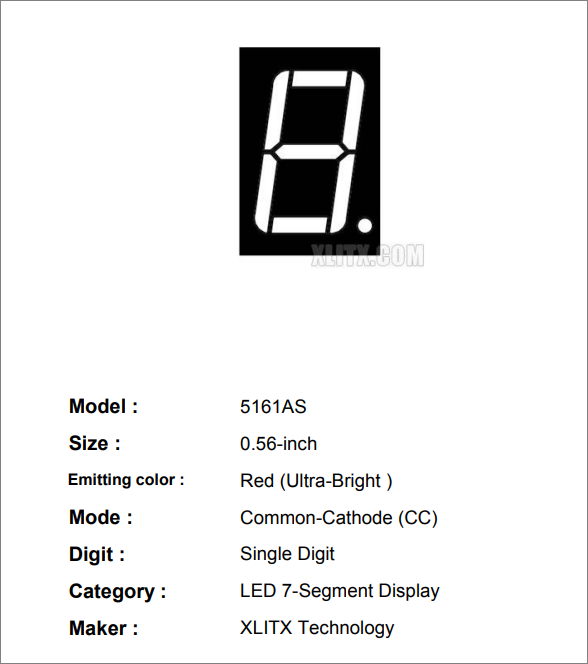 XLITX.COM
Model : 5161AS
Size : 0.56-inch
Emitting color : Red (Ultra-Bright )
Mode : Common-Cathode (CC)
Digit : Single Digit
Category : LED 7-Segment Display
Maker : XLITX Technology